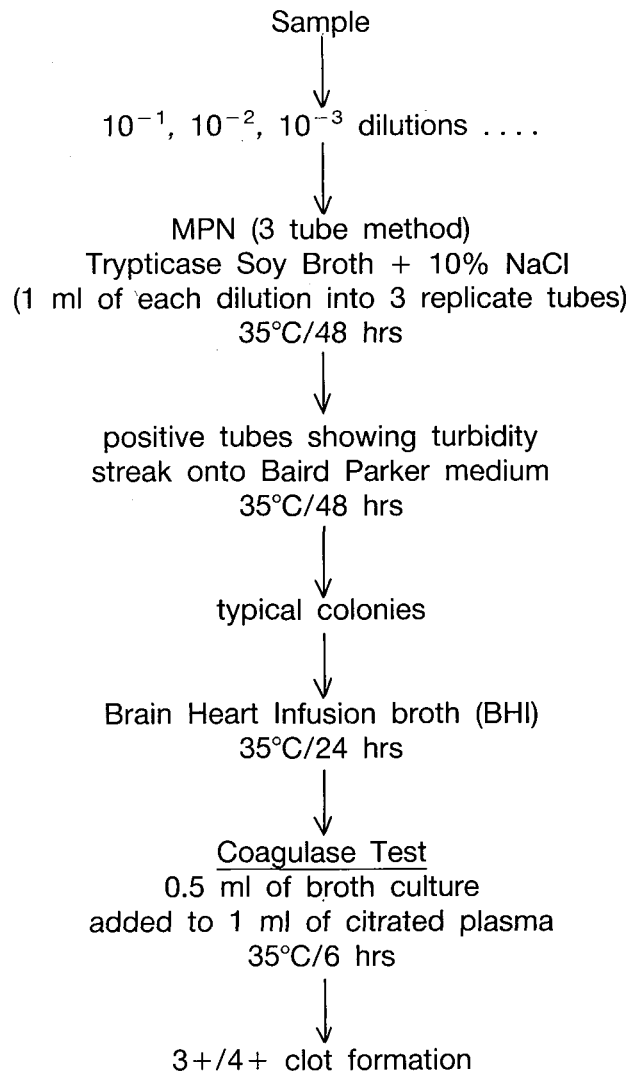 Sample
10⁻¹, 10⁻², 10⁻³ dilutions ....
MPN (3 tube method)
Trypticase Soy Broth + 10% NaCl
(1 ml of each dilution into 3 replicate tubes)
35°C/48 hrs
positive tubes showing turbidity
streak onto Baird Parker medium
35°C/48 hrs
typical colonies
Brain Heart Infusion broth (BHI)
35°C/24 hrs
Coagulase Test
0.5 ml of broth culture
added to 1 ml of citrated plasma
35°C/6 hrs
3+/4+ clot formation